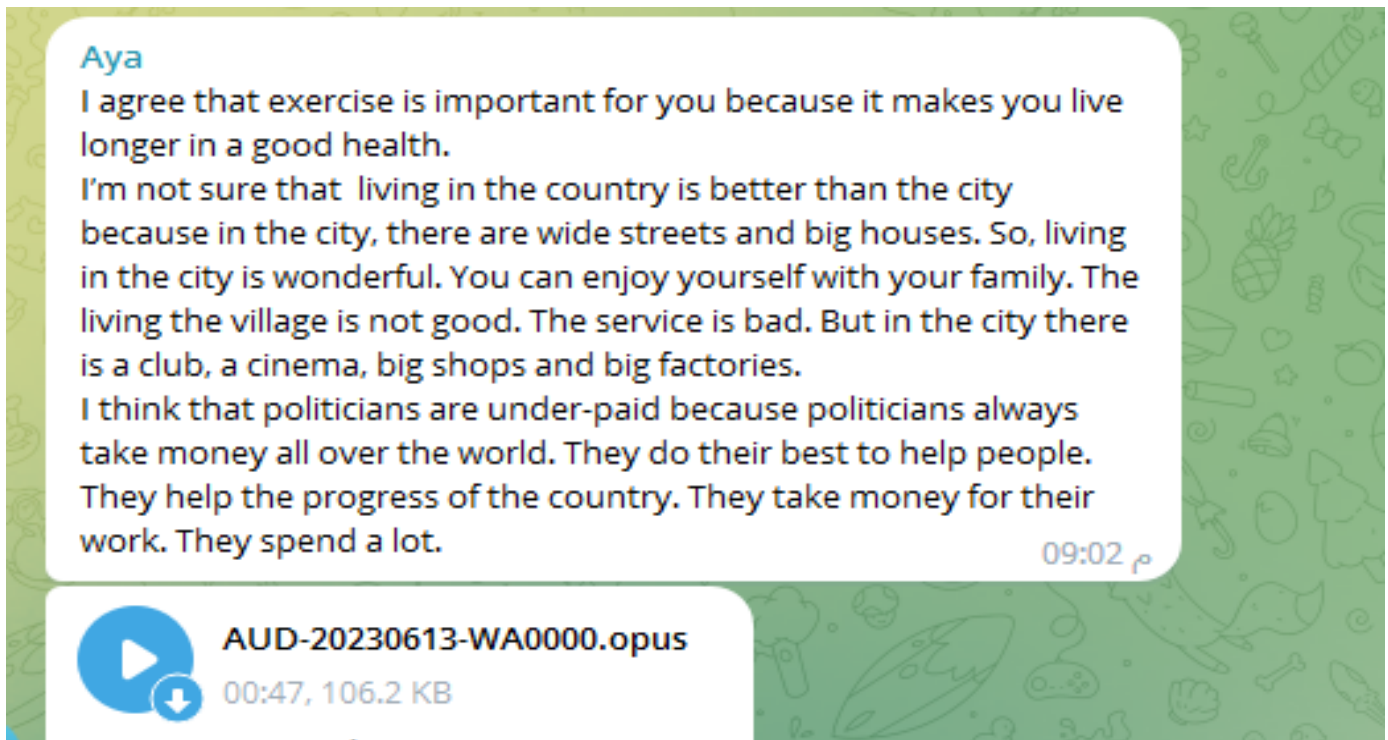 Aya
I agree that exercise is important for you because it makes you live
longer in a good health.
I'm not sure that  living in the country is better than the city
because in the city, there are wide streets and big houses. So, living
in the city is wonderful. You can enjoy yourself with your family. The
living the village is not good. The service is bad. But in the city there
is a club, a cinema, big shops and big factories.
I think that politicians are under-paid because politicians always
take money all over the world. They do their best to help people.
They help the progress of the country. They take money for their
work. They spend a lot.
09:02 م
AUD-20230613-WA0000.opus
00:47, 106.2 KB